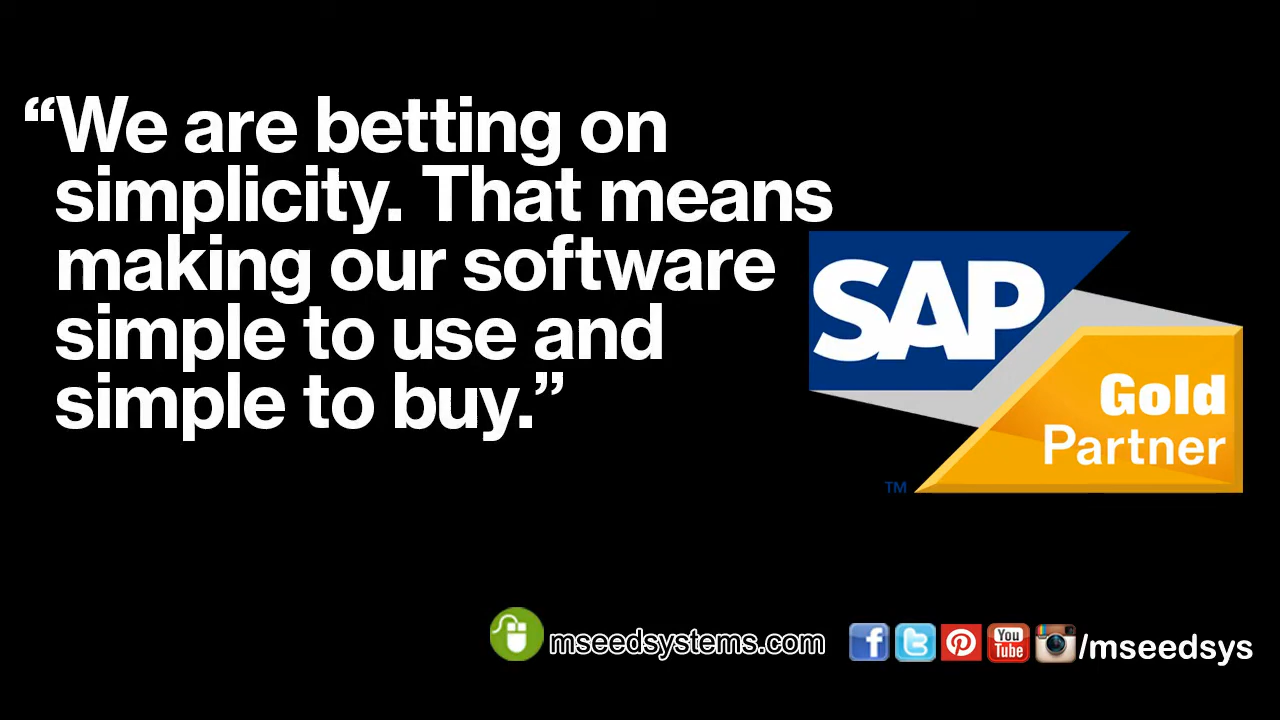 “We are betting on
simplicity. That means
making our software
simple to use and
simple to buy.”
SAP
Gold
Partner
TM
mseedsystems.com
f
t
P
You
Tube
/mseedsys